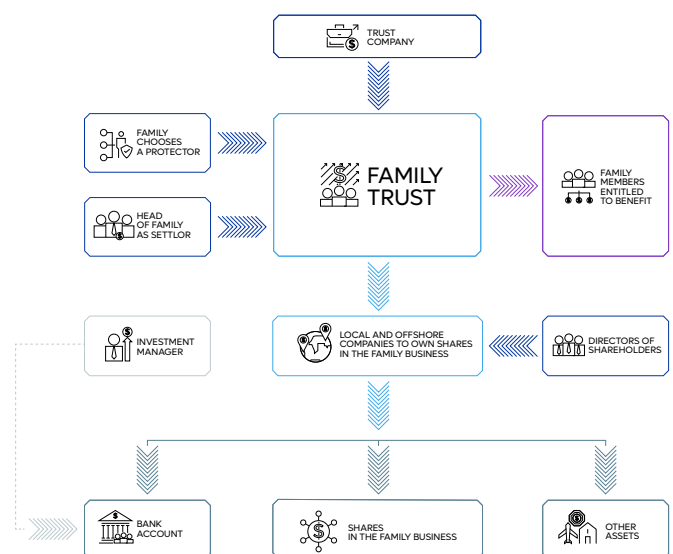 TRUST
COMPANY
FAMILY
CHOOSES
A PROTECTOR
HEAD
OF FAMILY
AS SETTLOR
FAMILY
TRUST
FAMILY
MEMBERS
ENTITLED
TO BENEFIT
INVESTMENT
MANAGER
LOCAL AND OFFSHORE
COMPANIES TO OWN SHARES
IN THE FAMILY BUSINESS
DIRECTORS OF
SHAREHOLDERS
BANK
ACCOUNT
SHARES
IN THE FAMILY BUSINESS
OTHER
ASSETS